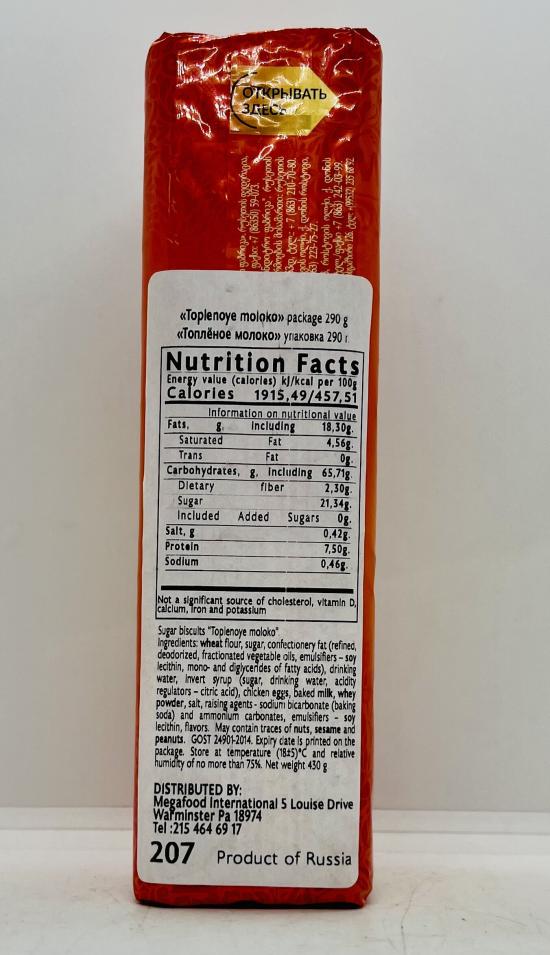 ОТКРЫВАТЬ
ЗДЕСЬ
«Toplenoye moloko» package 290 g
«Топлёное молоко» упаковка 290 г.
Nutrition Facts
Energy value (calories) kJ/kcal per 100g
Calories 1915,49/457,51
Information on nutritional value
Fats, g, including 18,30g.
Saturated Fat 4,56g.
Trans Fat 0g.
Carbohydrates, g, including 65,71g.
Dietary fiber 2,30g.
Sugar 21,34g.
Included Added Sugars 0g.
Salt, g 0,42g.
Protein 7,50g.
Sodium 0,46g.
Not a significant source of cholesterol, vitamin D,
calcium, iron and potassium
Sugar biscuits "Toplenoye moloko"
Ingredients: wheat flour, sugar, confectionery fat (refined,
deodorized, fractionated vegetable oils, emulsifiers – soy
lecithin, mono- and diglycerides of fatty acids), drinking
water, invert syrup (sugar, drinking water, acidity
regulators – citric acid), chicken eggs, baked milk, whey
powder, salt, raising agents - sodium bicarbonate (baking
soda) and ammonium carbonates, emulsifiers – soy
lecithin, flavors. May contain traces of nuts, sesame and
peanuts. GOST 24901-2014. Expiry date is printed on the
package. Store at temperature (18±5)°C and relative
humidity of no more than 75%. Net weight 430 g
DISTRIBUTED BY:
Megafood International 5 Louise Drive
Warminster Pa 18974
Tel :215 464 69 17
207 Product of Russia